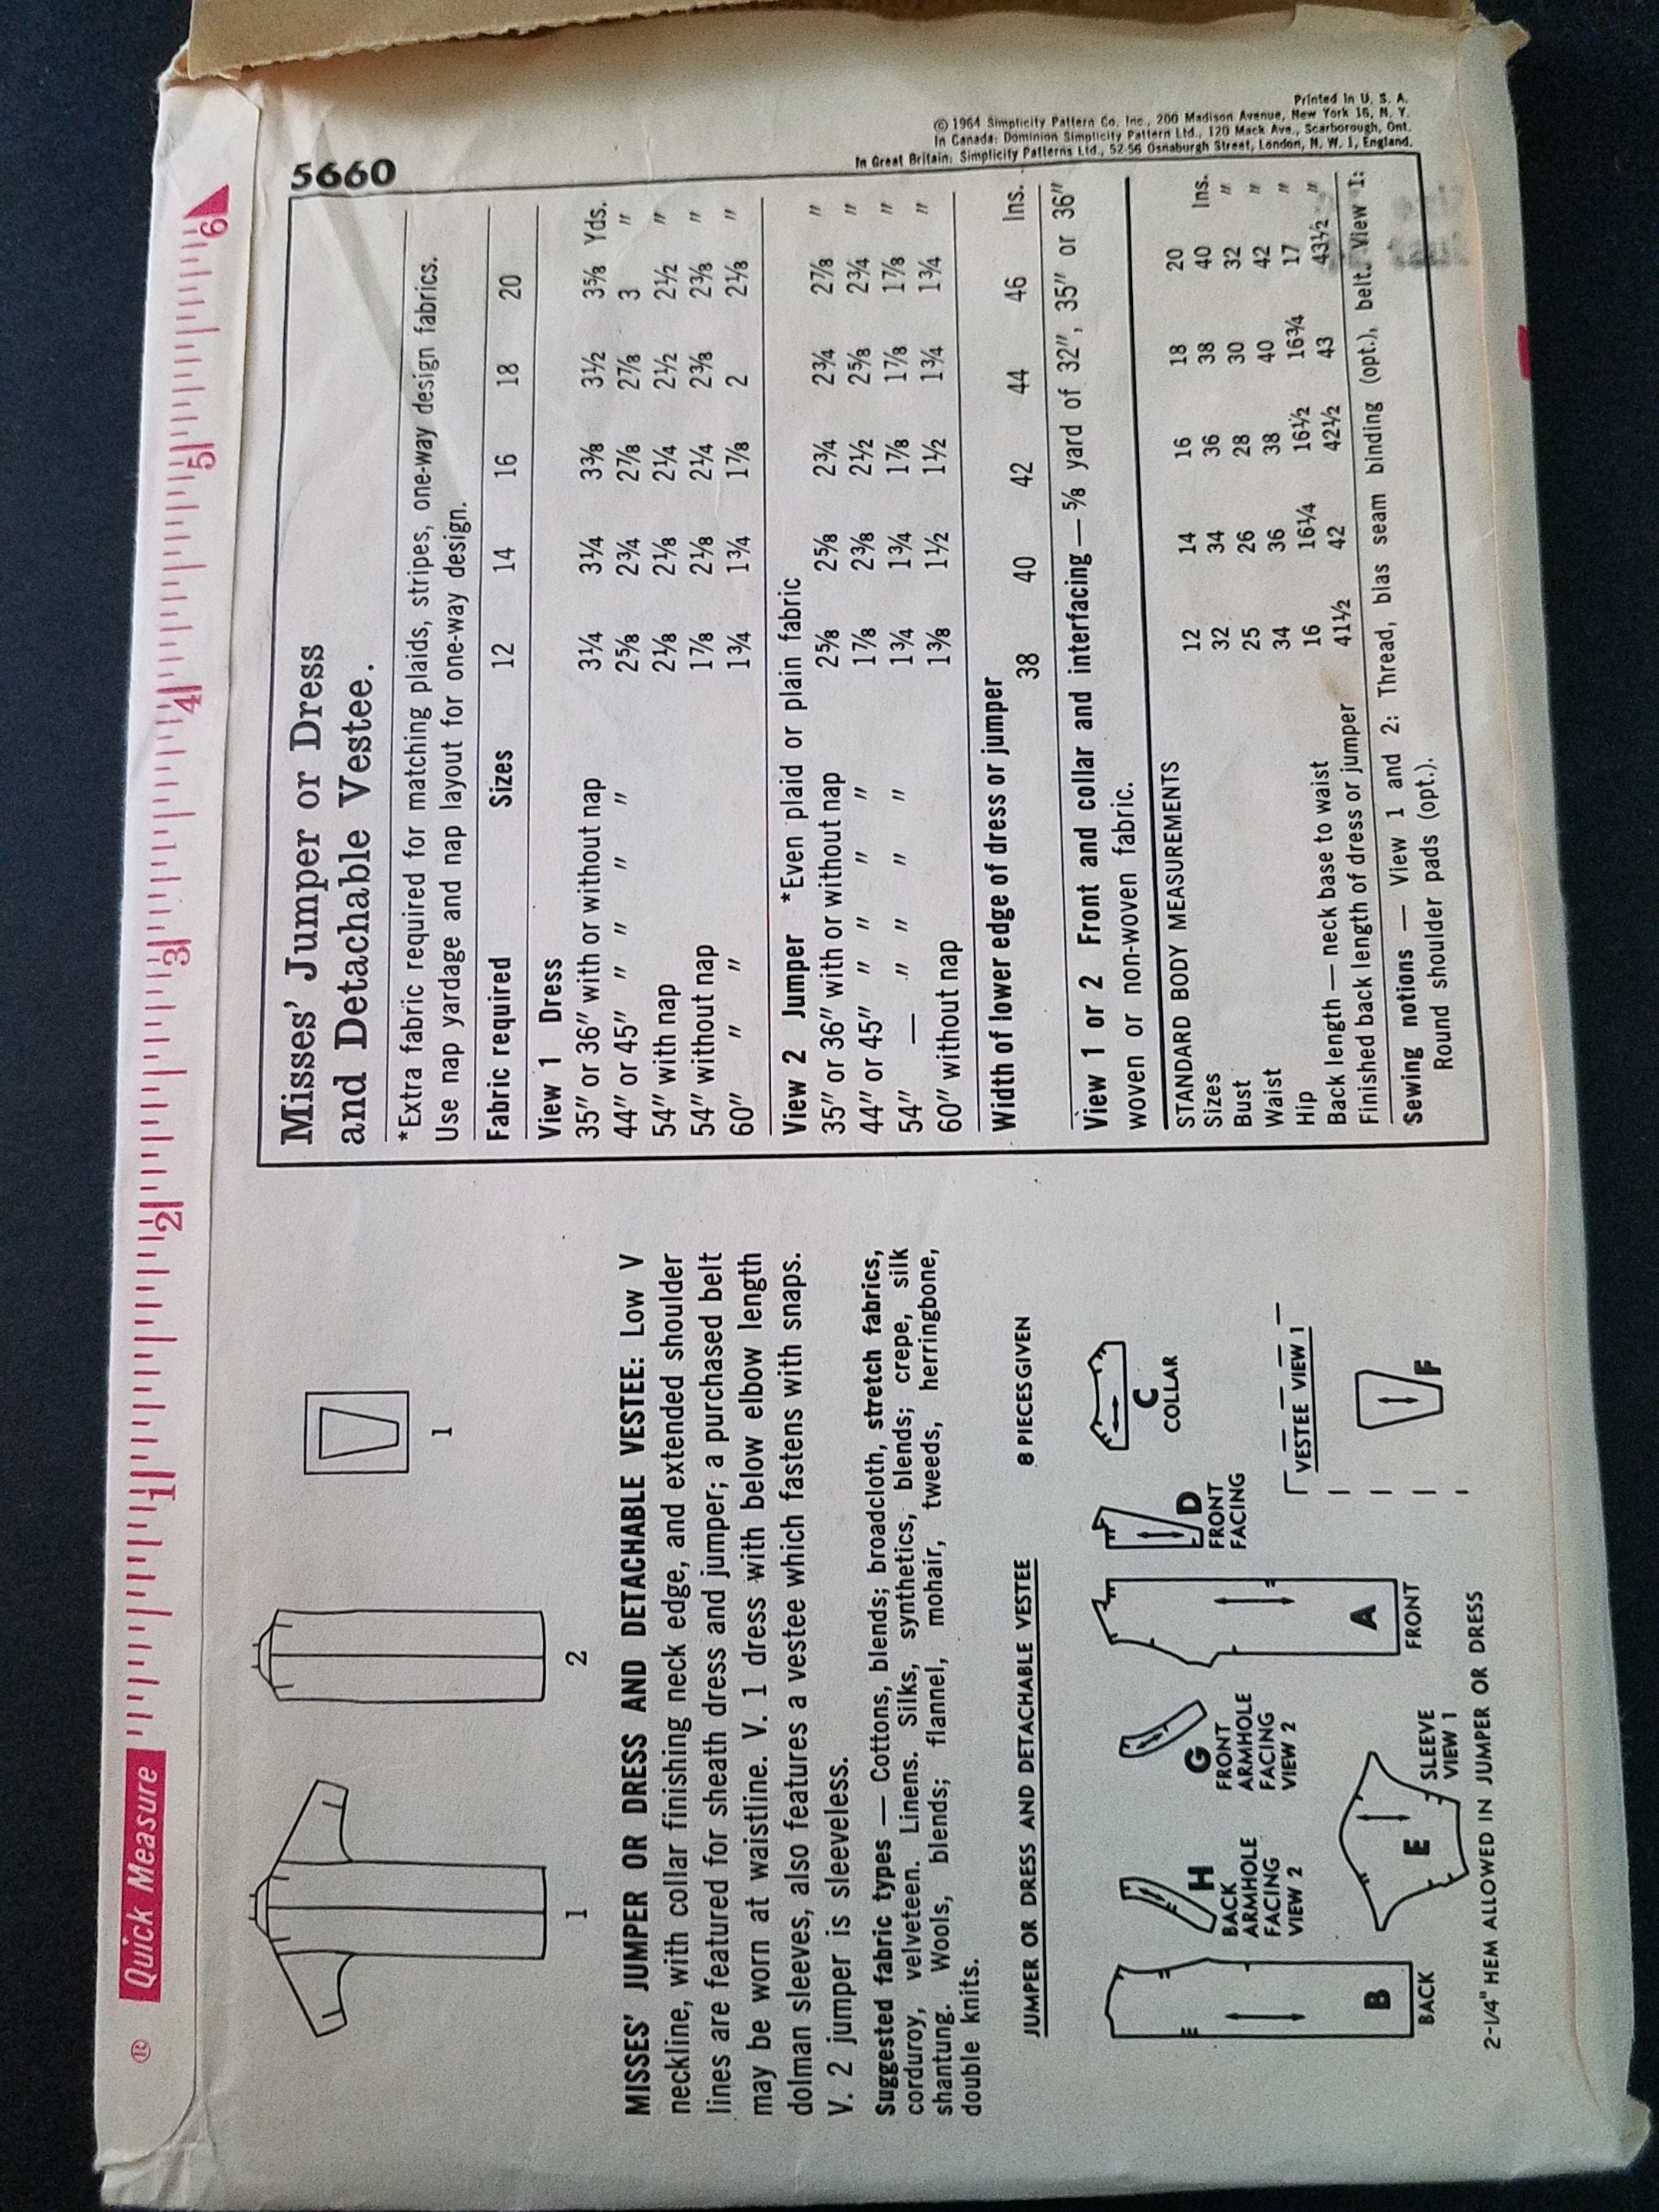 ® Quick Measure 1 2 3 4 5 6
1
2
1
MISSES' JUMPER OR DRESS AND DETACHABLE VESTEE: Low V
neckline, with collar finishing neck edge, and extended shoulder
lines are featured for sheath dress and jumper; a purchased belt
may be worn at waistline. V. 1 dress with below elbow length
dolman sleeves, also features a vestee which fastens with snaps.
V. 2 jumper is sleeveless.
Suggested fabric types — Cottons, blends; broadcloth, stretch fabrics,
corduroy, velveteen. Linens. Silks, synthetics, blends; crepe, silk
shantung. Wools, blends; flannel, mohair, tweeds, herringbone,
double knits.
JUMPER OR DRESS AND DETACHABLE VESTEE 8 PIECES GIVEN
B
BACK
H
BACK
ARMHOLE
FACING
VIEW 2
G
FRONT
ARMHOLE
FACING
VIEW 2
E
SLEEVE
VIEW 1
A
FRONT
D
FRONT
FACING
C
COLLAR
VESTEE VIEW 1
F
2-1/4" HEM ALLOWED IN JUMPER OR DRESS
5660
Misses' Jumper or Dress
and Detachable Vestee.
*Extra fabric required for matching plaids, stripes, one-way design fabrics.
Use nap yardage and nap layout for one-way design.
Fabric required Sizes 12 14 16 18 20
View 1 Dress
35" or 36" with or without nap 3¼ 3¼ 3⅜ 3½ 3⅝ Yds.
44" or 45" " " " " 2⅝ 2¾ 2⅞ 2⅞ 3 "
54" with nap 2⅛ 2⅛ 2¼ 2½ 2½ "
54" without nap 1⅞ 2⅛ 2¼ 2⅜ 2⅜ "
60" " " 1¾ 1¾ 1⅞ 2 2⅛ "
View 2 Jumper *Even plaid or plain fabric
35" or 36" with or without nap 2⅝ 2⅝ 2¾ 2¾ 2⅞ "
44" or 45" " " " " 1⅞ 2⅜ 2½ 2⅝ 2¾ "
54" — " " " " 1¾ 1¾ 1⅞ 1⅞ 1⅞ "
60" without nap 1⅜ 1½ 1½ 1¾ 1¾ "
Width of lower edge of dress or jumper
38 40 42 44 46 Ins.
View 1 or 2 Front and collar and interfacing — ⅝ yard of 32", 35" or 36"
woven or non-woven fabric.
STANDARD BODY MEASUREMENTS
Sizes 12 14 16 18 20
Bust 32 34 36 38 40 Ins.
Waist 25 26 28 30 32 "
Hip 34 36 38 40 42 "
Back length — neck base to waist 16 16¼ 16½ 16¾ 17 "
Finished back length of dress or jumper 41½ 42 42½ 43 43½ "
Sewing notions — View 1 and 2: Thread, bias seam binding (opt.), belt. View 1:
Round shoulder pads (opt.).
Printed in U. S. A.
© 1964 Simplicity Pattern Co. Inc., 200 Madison Avenue, New York 16, N. Y.
In Canada: Dominion Simplicity Pattern Ltd., 120 Mack Ave., Scarborough, Ont.
In Great Britain: Simplicity Patterns Ltd., 52-56 Osnaburgh Street, London, N. W. 1, England.